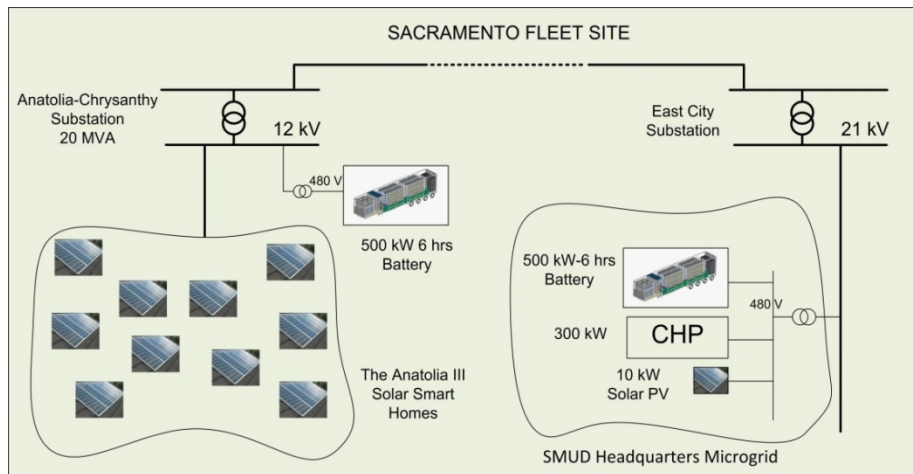 SACRAMENTO FLEET SITE
Anatolia-Chrysanthy
Substation
20 MVA
12 kV
480 V
500 kW 6 hrs
Battery
The Anatolia III
Solar Smart
Homes
East City
Substation
21 kV
500 kW-6 hrs
Battery
480 V
300 kW
CHP
10 kW
Solar PV
SMUD Headquarters Microgrid